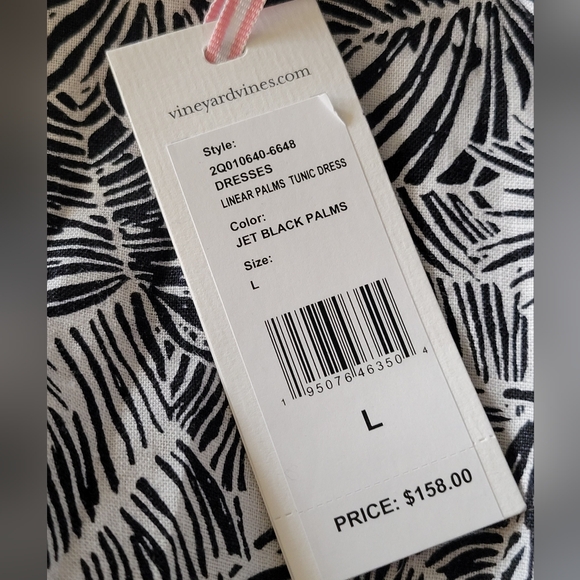 vineyardvines.com
Style:
2Q010640-6648
DRESSES
LINEAR PALMS TUNIC DRESS
Color:
JET BLACK PALMS
Size:
L
1 95076 46350 4
L
PRICE: $158.00